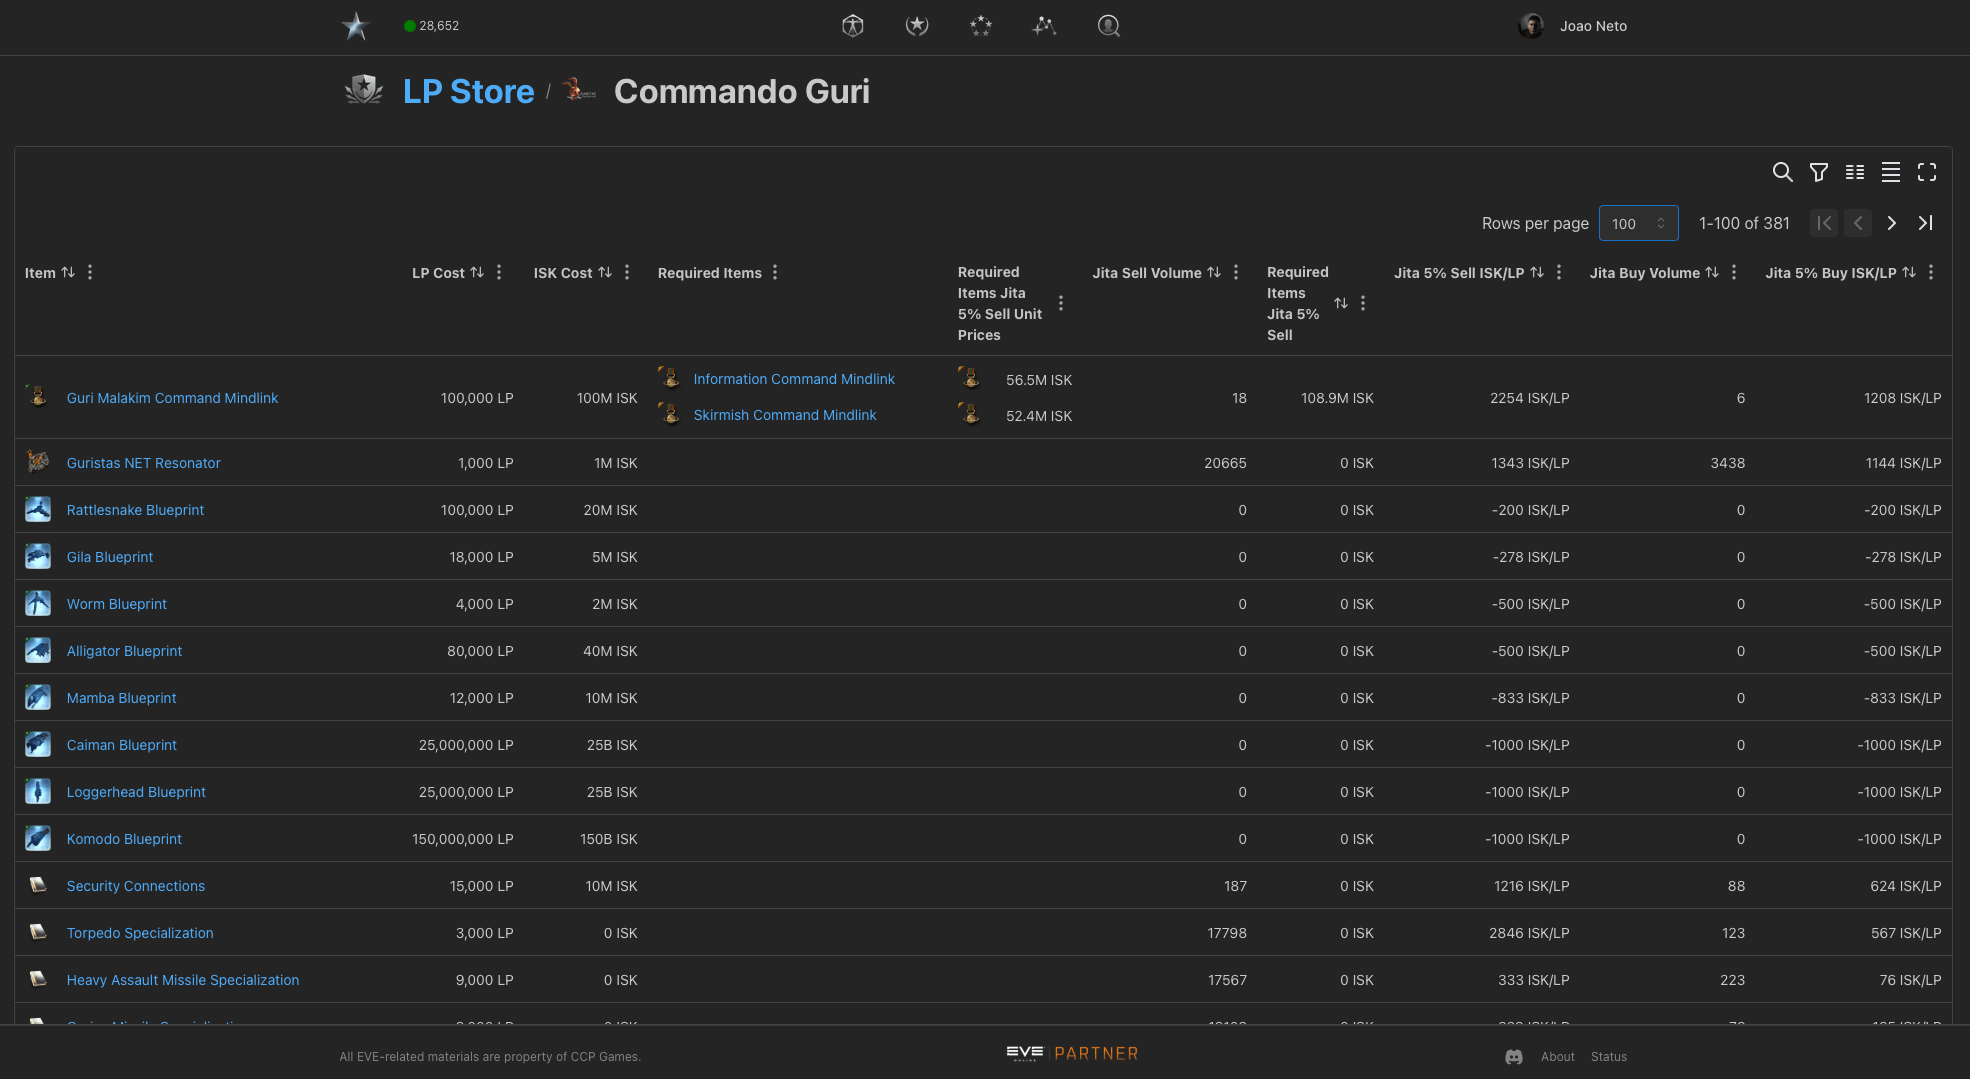 28,652
Joao Neto
LP Store / Commando Guri
Rows per page 100 1-100 of 381
Item LP Cost ISK Cost Required Items Required Items Jita 5% Sell Unit Prices Jita Sell Volume Required Items Jita 5% Sell Jita 5% Sell ISK/LP Jita Buy Volume Jita 5% Buy ISK/LP
Guri Malakim Command Mindlink 100,000 LP 100M ISK Information Command Mindlink Skirmish Command Mindlink 56.5M ISK 52.4M ISK 18 108.9M ISK 2254 ISK/LP 6 1208 ISK/LP
Guristas NET Resonator 1,000 LP 1M ISK 20665 0 ISK 1343 ISK/LP 3438 1144 ISK/LP
Rattlesnake Blueprint 100,000 LP 20M ISK 0 0 ISK -200 ISK/LP 0 -200 ISK/LP
Gila Blueprint 18,000 LP 5M ISK 0 0 ISK -278 ISK/LP 0 -278 ISK/LP
Worm Blueprint 4,000 LP 2M ISK 0 0 ISK -500 ISK/LP 0 -500 ISK/LP
Alligator Blueprint 80,000 LP 40M ISK 0 0 ISK -500 ISK/LP 0 -500 ISK/LP
Mamba Blueprint 12,000 LP 10M ISK 0 0 ISK -833 ISK/LP 0 -833 ISK/LP
Caiman Blueprint 25,000,000 LP 25B ISK 0 0 ISK -1000 ISK/LP 0 -1000 ISK/LP
Loggerhead Blueprint 25,000,000 LP 25B ISK 0 0 ISK -1000 ISK/LP 0 -1000 ISK/LP
Komodo Blueprint 150,000,000 LP 150B ISK 0 0 ISK -1000 ISK/LP 0 -1000 ISK/LP
Security Connections 15,000 LP 10M ISK 187 0 ISK 1216 ISK/LP 88 624 ISK/LP
Torpedo Specialization 3,000 LP 0 ISK 17798 0 ISK 2846 ISK/LP 123 567 ISK/LP
Heavy Assault Missile Specialization 9,000 LP 0 ISK 17567 0 ISK 333 ISK/LP 223 76 ISK/LP
All EVE-related materials are property of CCP Games.
EVE ONLINE PARTNER
About Status